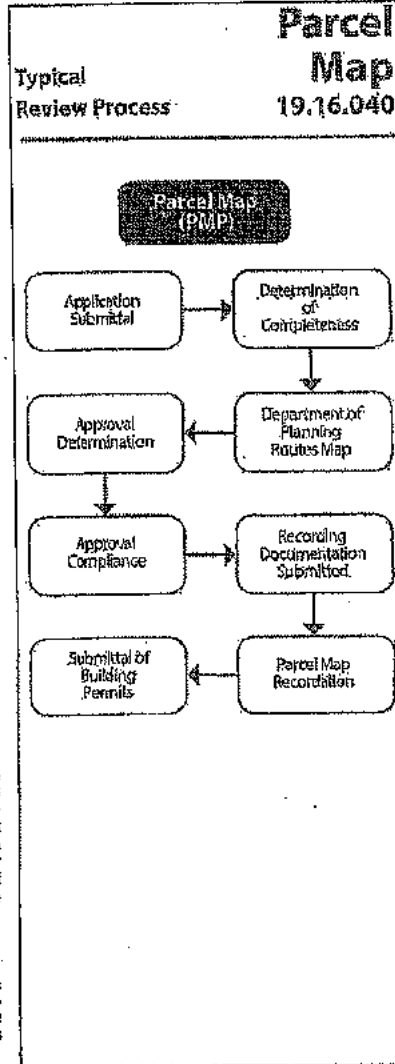 Parcel
Map
19.16.040
Typical
Review Process
Parcel Map
(PMP)
Application
Submittal
Determination
of
Completeness
Department of
Planning
Routes Map
Approval
Determination
Approval
Compliance
Recording
Documentation
Submitted
Parcel Map
Recordation
Submittal of
Building
Permits